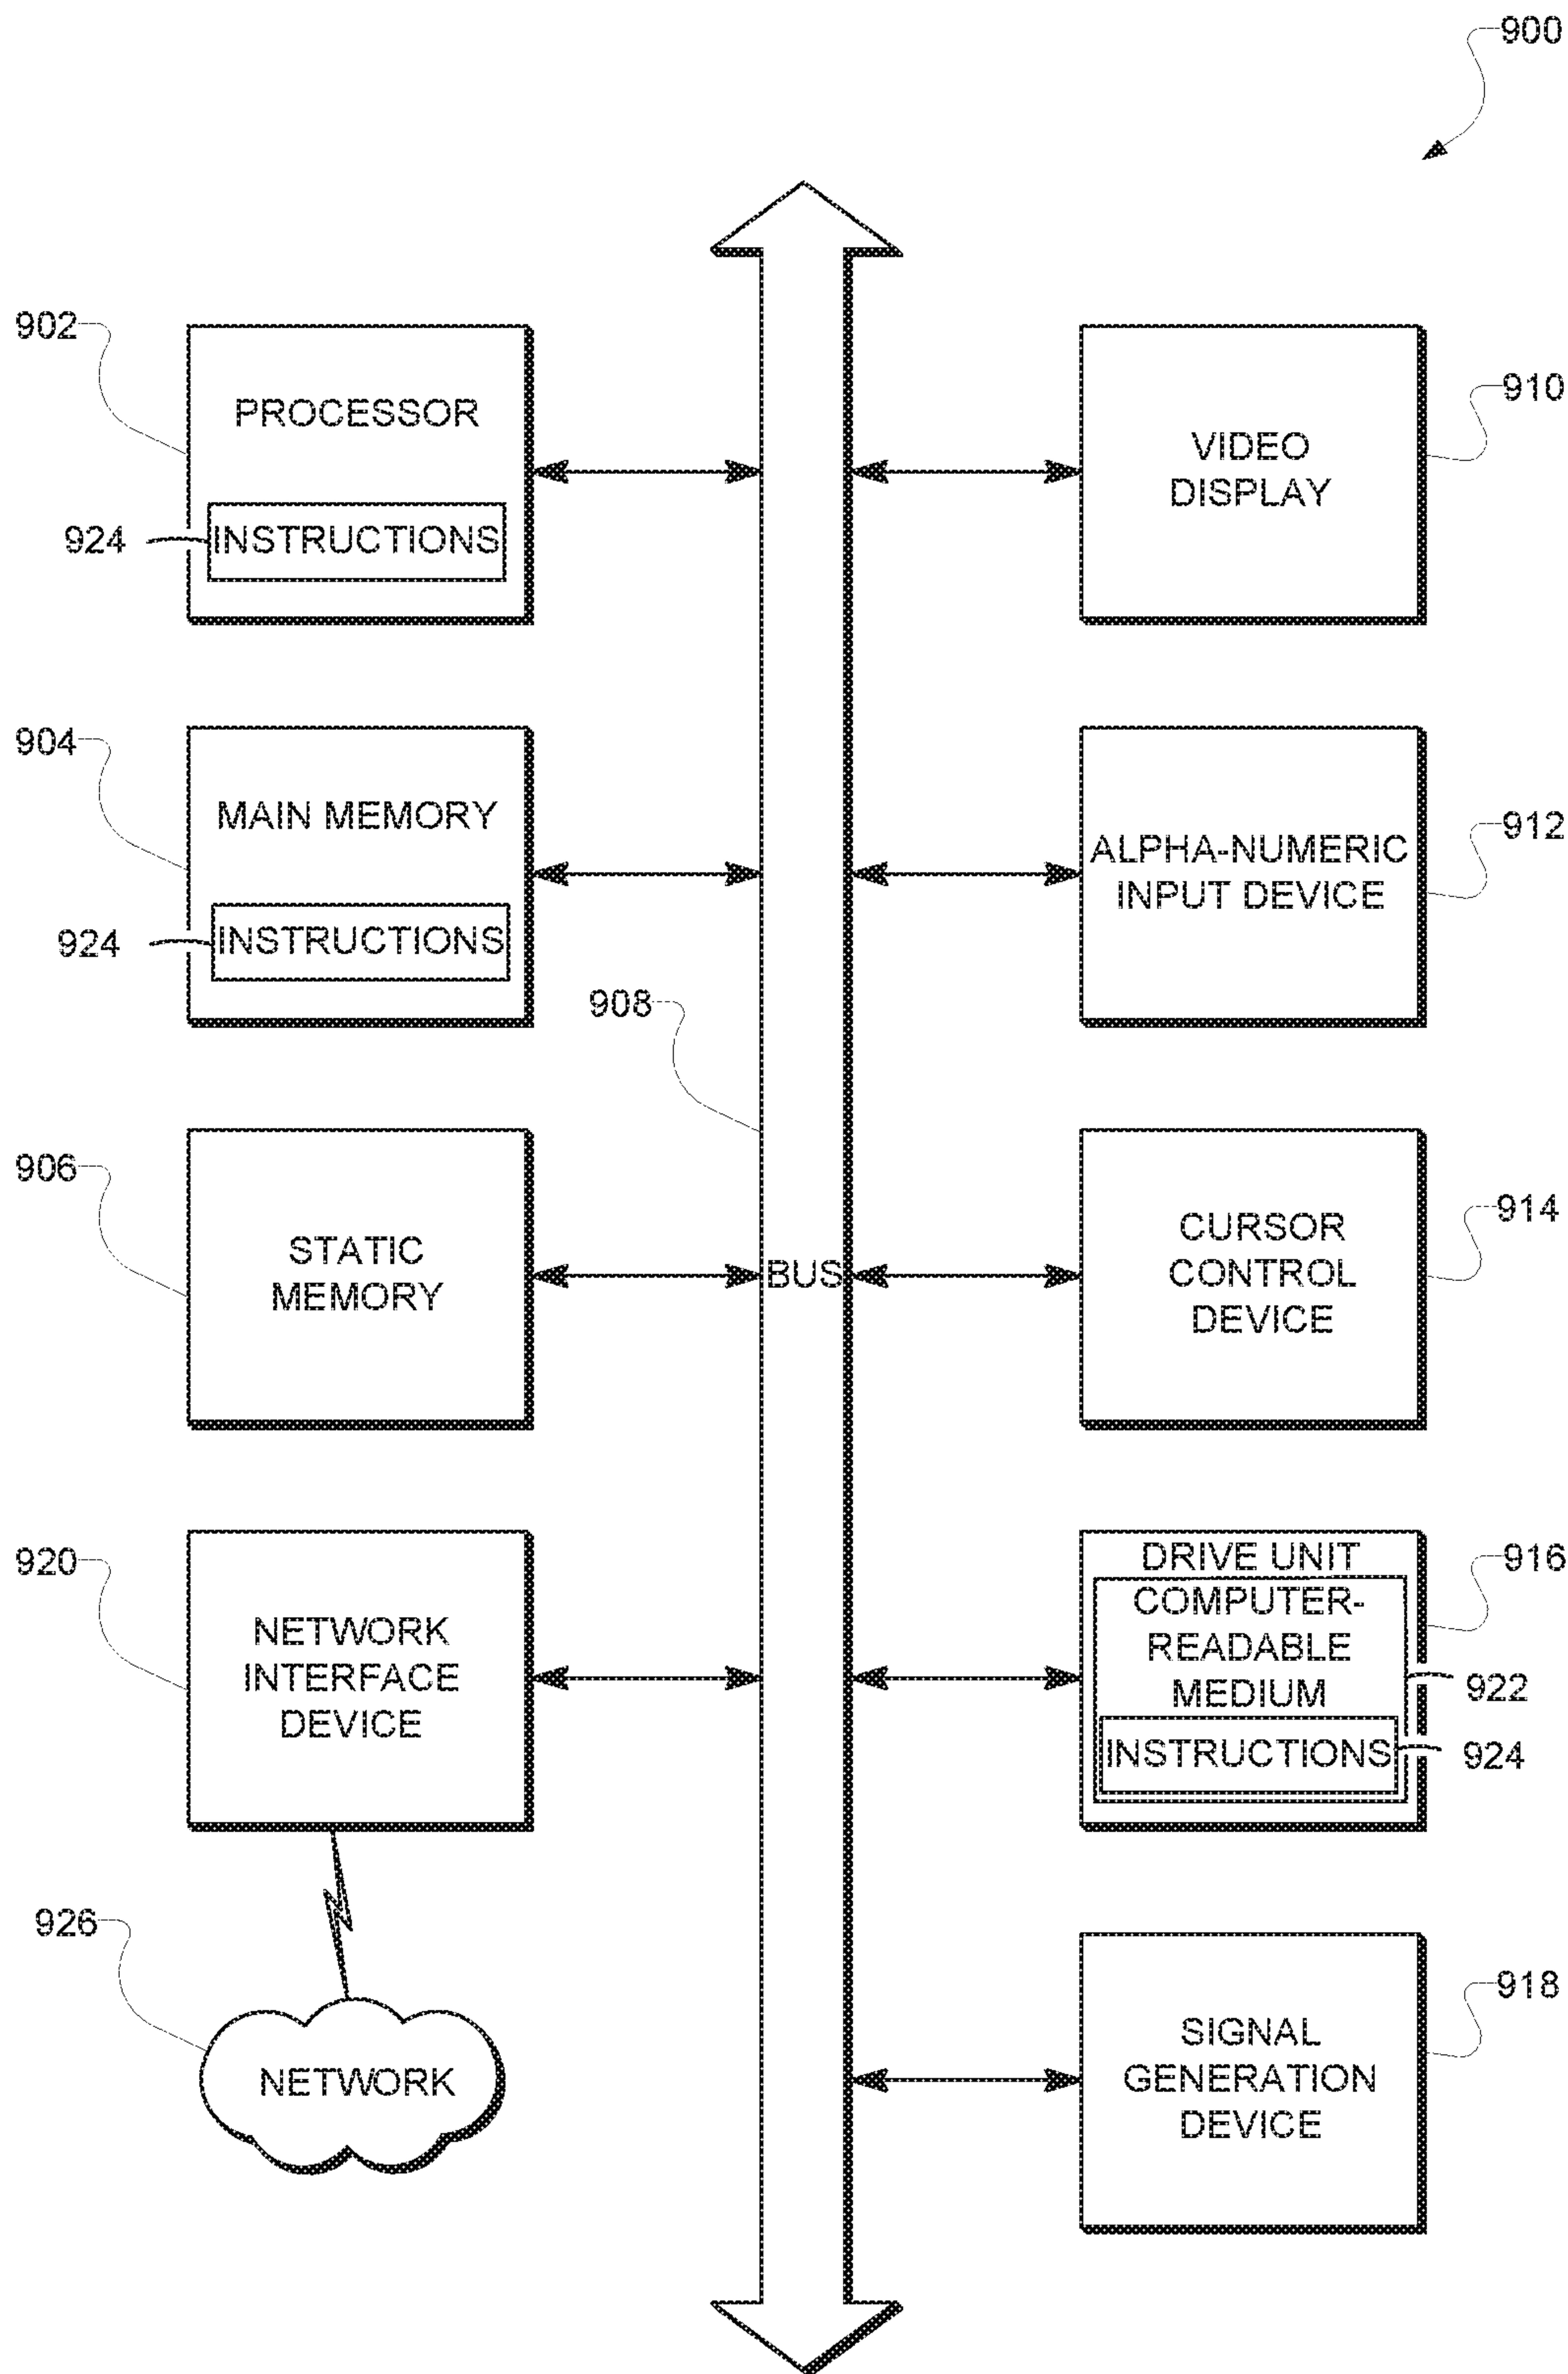 900
902
PROCESSOR
924
INSTRUCTIONS
910
VIDEO
DISPLAY
904
MAIN MEMORY
924
INSTRUCTIONS
912
ALPHA-NUMERIC
INPUT DEVICE
908
BUS
906
STATIC
MEMORY
914
CURSOR
CONTROL
DEVICE
920
NETWORK
INTERFACE
DEVICE
916
DRIVE UNIT
COMPUTER-
READABLE
MEDIUM
922
INSTRUCTIONS
924
926
NETWORK
918
SIGNAL
GENERATION
DEVICE